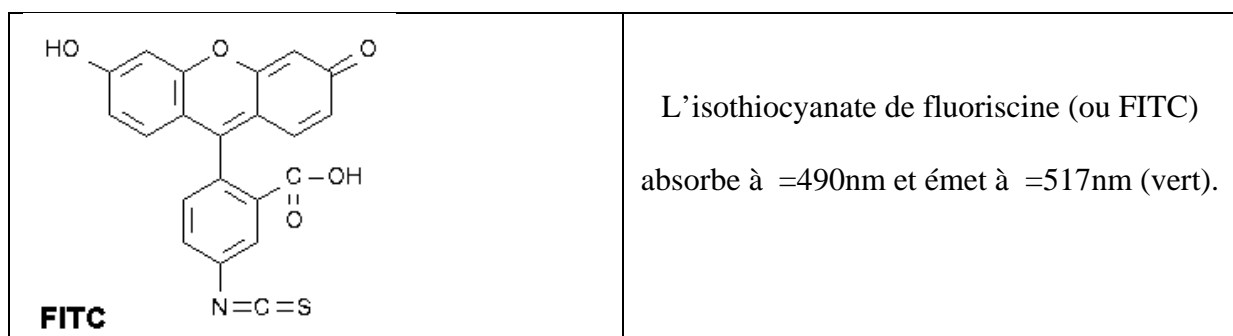 HO
O
O
C-OH
O
N=C=S
FITC
L'isothiocyanate de fluoriscine (ou FITC)
absorbe à =490nm et émet à =517nm (vert).